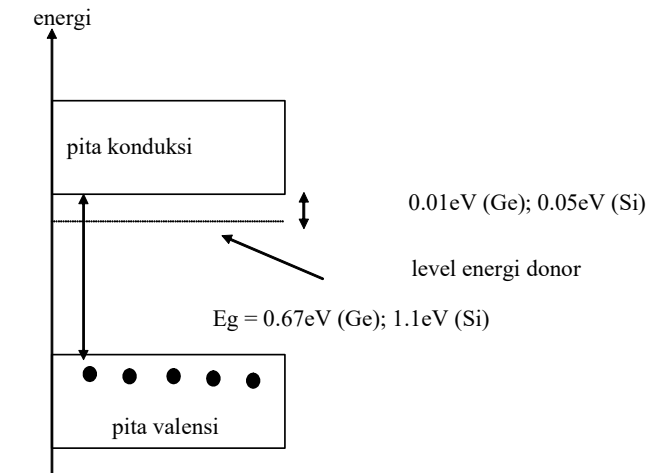 energi
pita konduksi
0.01eV (Ge); 0.05eV (Si)
level energi donor
Eg = 0.67eV (Ge); 1.1eV (Si)
pita valensi